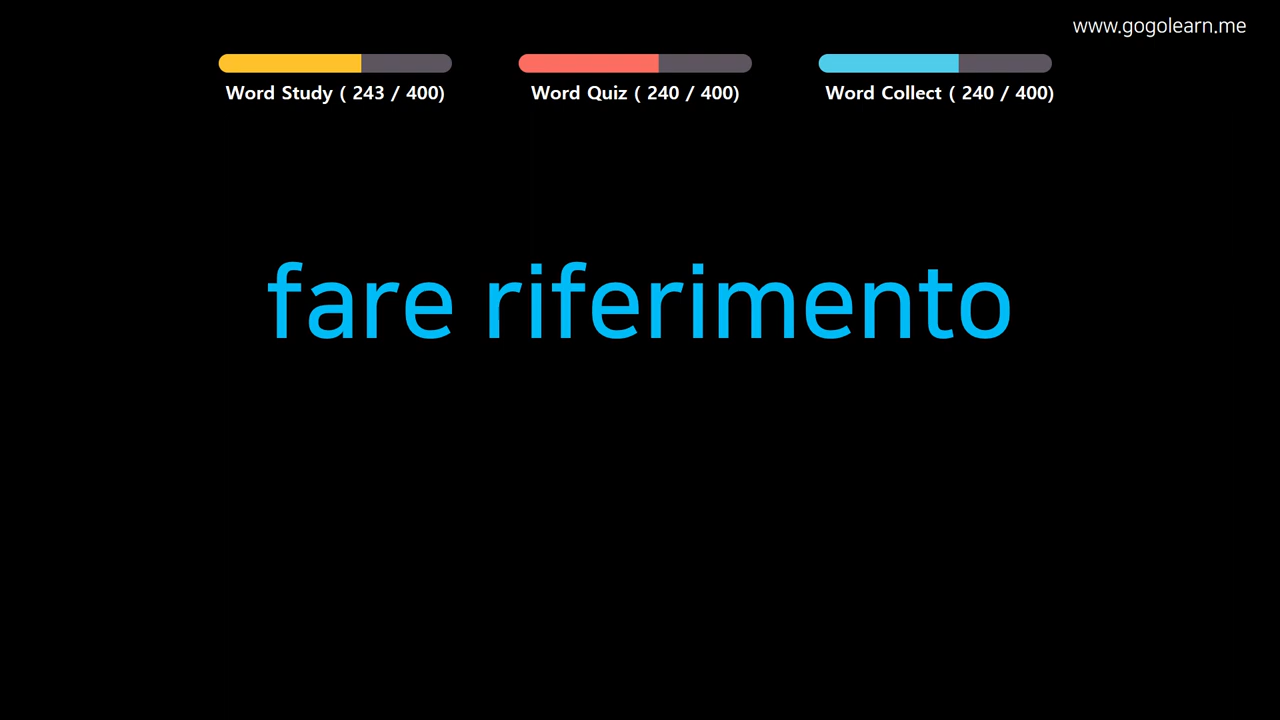 www.gogolearn.me
Word Study ( 243 / 400)
Word Quiz ( 240 / 400)
Word Collect ( 240 / 400)
fare riferimento